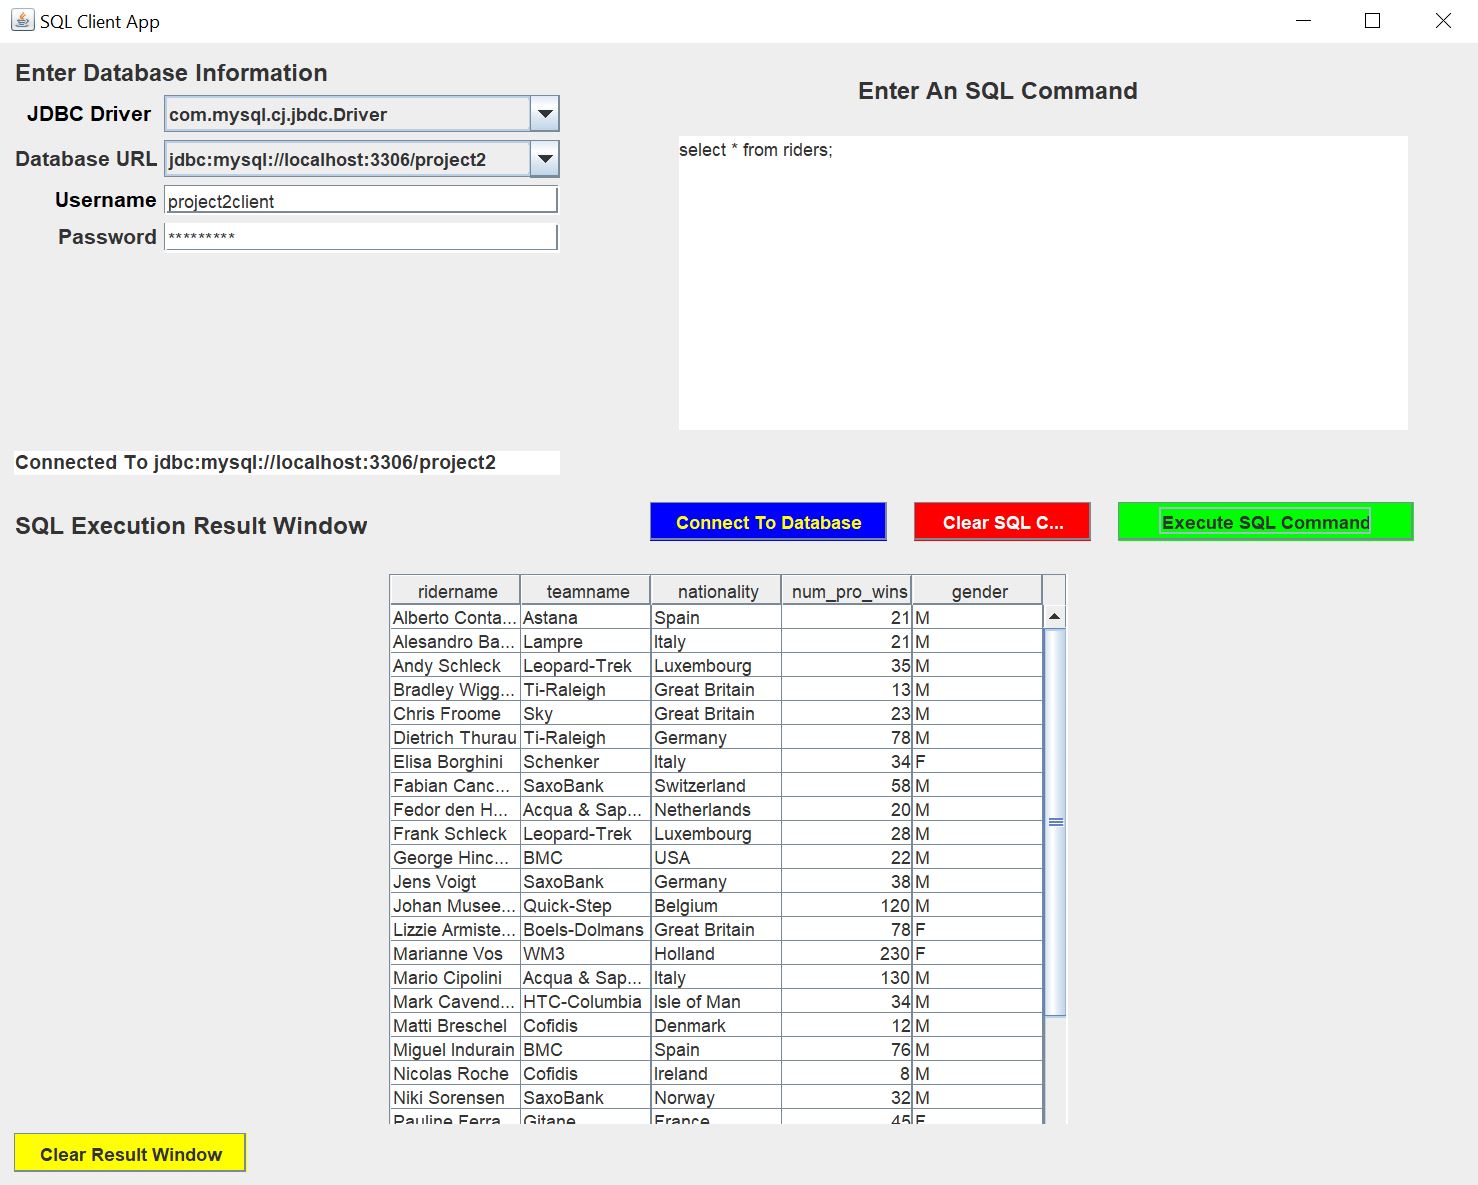 SQL Client App
Enter Database Information
JDBC Driver com.mysql.cj.jbdc.Driver
Database URL jdbc:mysql://localhost:3306/project2
Username project2client
Password *********
Enter An SQL Command
select * from riders;
Connected To jdbc:mysql://localhost:3306/project2
SQL Execution Result Window
Connect To Database Clear SQL C... Execute SQL Command
ridername teamname nationality num_pro_wins gender
Alberto Conta... Astana Spain 21 M
Alesandro Ba... Lampre Italy 21 M
Andy Schleck Leopard-Trek Luxembourg 35 M
Bradley Wigg... Ti-Raleigh Great Britain 13 M
Chris Froome Sky Great Britain 23 M
Dietrich Thurau Ti-Raleigh Germany 78 M
Elisa Borghini Schenker Italy 34 F
Fabian Canc... SaxoBank Switzerland 58 M
Fedor den H... Acqua & Sap... Netherlands 20 M
Frank Schleck Leopard-Trek Luxembourg 28 M
George Hinc... BMC USA 22 M
Jens Voigt SaxoBank Germany 38 M
Johan Musee... Quick-Step Belgium 120 M
Lizzie Armiste... Boels-Dolmans Great Britain 78 F
Marianne Vos WM3 Holland 230 F
Mario Cipolini Acqua & Sap... Italy 130 M
Mark Cavend... HTC-Columbia Isle of Man 34 M
Matti Breschel Cofidis Denmark 12 M
Miguel Indurain BMC Spain 76 M
Nicolas Roche Cofidis Ireland 8 M
Niki Sorensen SaxoBank Norway 32 M
Pauline Ferra... Gitane France 45 F
Clear Result Window